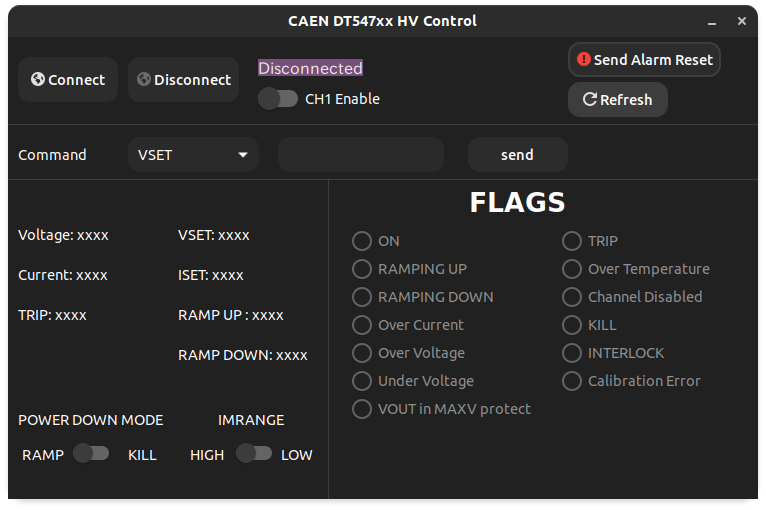 CAEN DT547xx HV Control
Connect Disconnect Disconnected Send Alarm Reset
CH1 Enable Refresh
Command VSET send
FLAGS
Voltage: xxxx VSET: xxxx
Current: xxxx ISET: xxxx
TRIP: xxxx RAMP UP : xxxx
RAMP DOWN: xxxx
POWER DOWN MODE IMRANGE
RAMP KILL HIGH LOW
ON TRIP
RAMPING UP Over Temperature
RAMPING DOWN Channel Disabled
Over Current KILL
Over Voltage INTERLOCK
Under Voltage Calibration Error
VOUT in MAXV protect